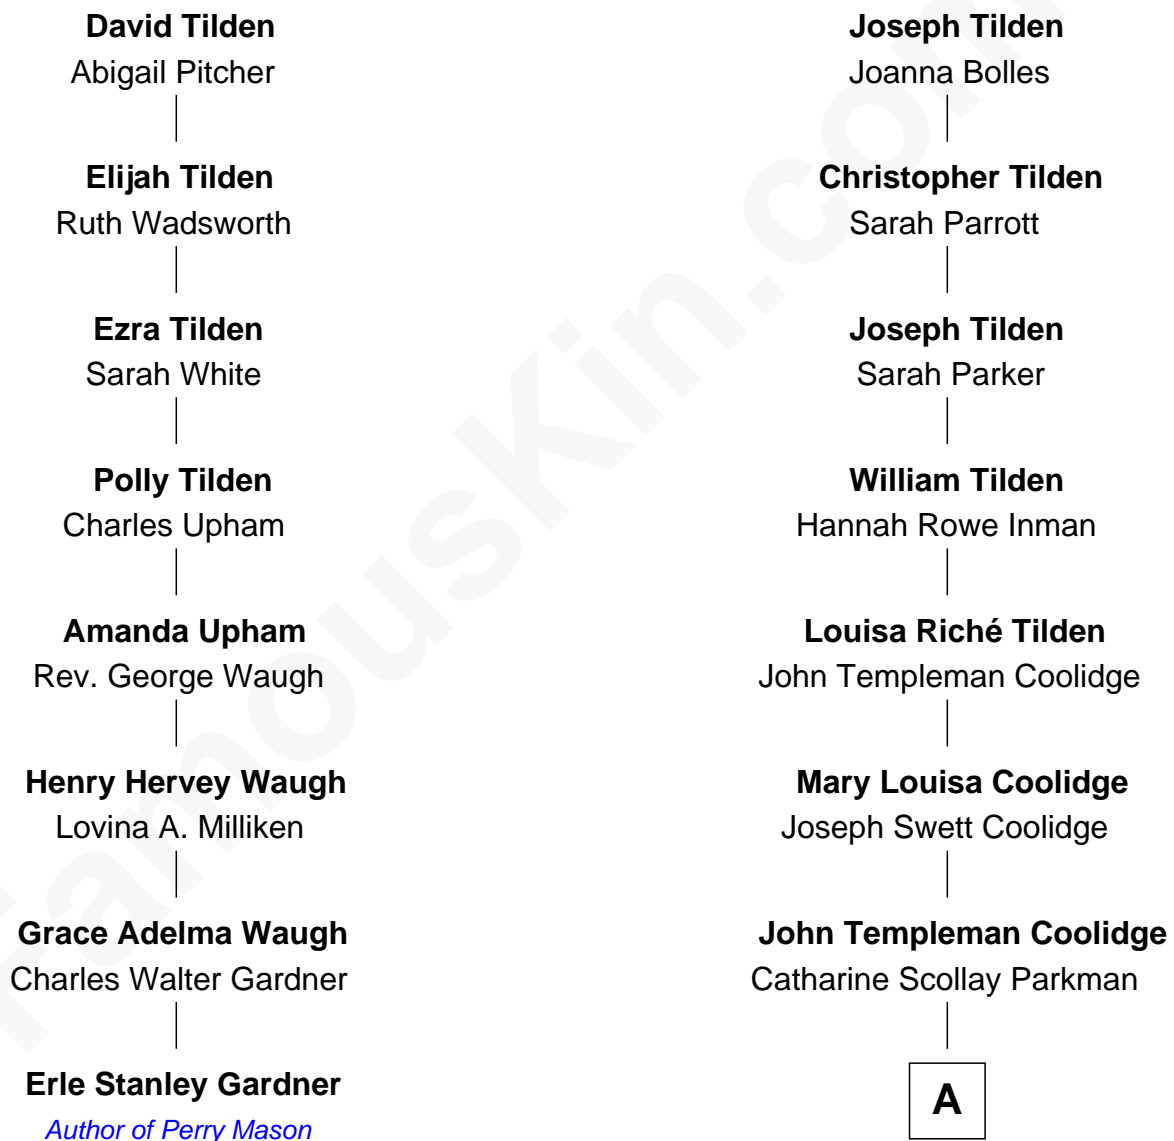 David Tilden
Abigail Pitcher
Elijah Tilden
Ruth Wadsworth
Ezra Tilden
Sarah White
Polly Tilden
Charles Upham
Amanda Upham
Rev. George Waugh
Henry Hervey Waugh
Lovina A. Milliken
Grace Adelma Waugh
Charles Walter Gardner
Erle Stanley Gardner
Author of Perry Mason
Joseph Tilden
Joanna Bolles
Christopher Tilden
Sarah Parrott
Joseph Tilden
Sarah Parker
William Tilden
Hannah Rowe Inman
Louisa Riché Tilden
John Templeman Coolidge
Mary Louisa Coolidge
Joseph Swett Coolidge
John Templeman Coolidge
Catharine Scollay Parkman
A
FamousKin.com